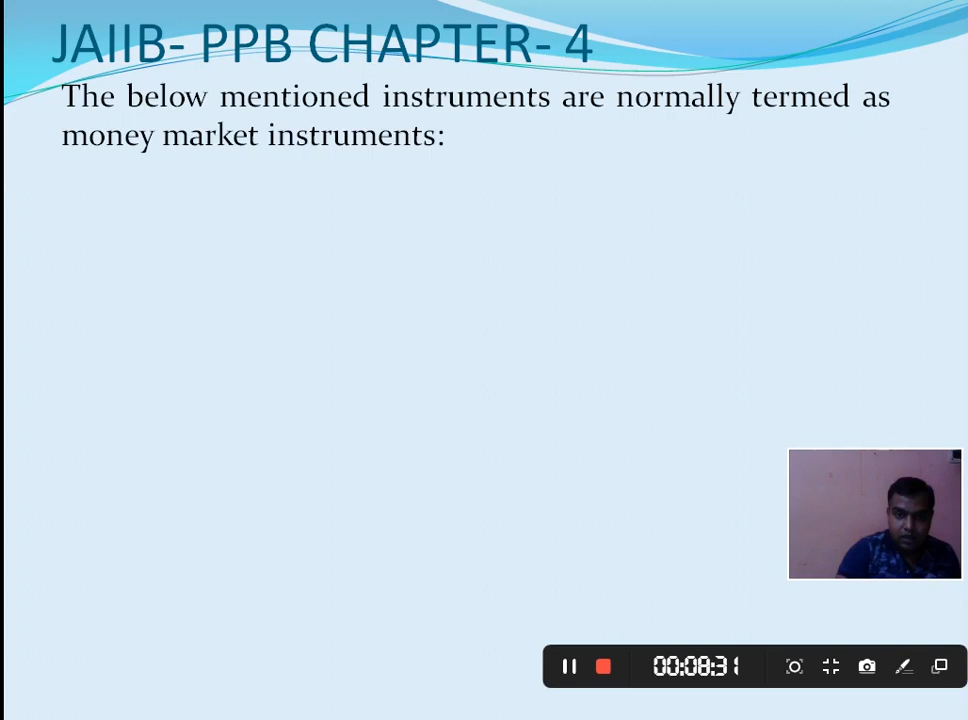 JAIIB- PPB CHAPTER- 4
The below mentioned instruments are normally termed as
money market instruments:
00:08:31